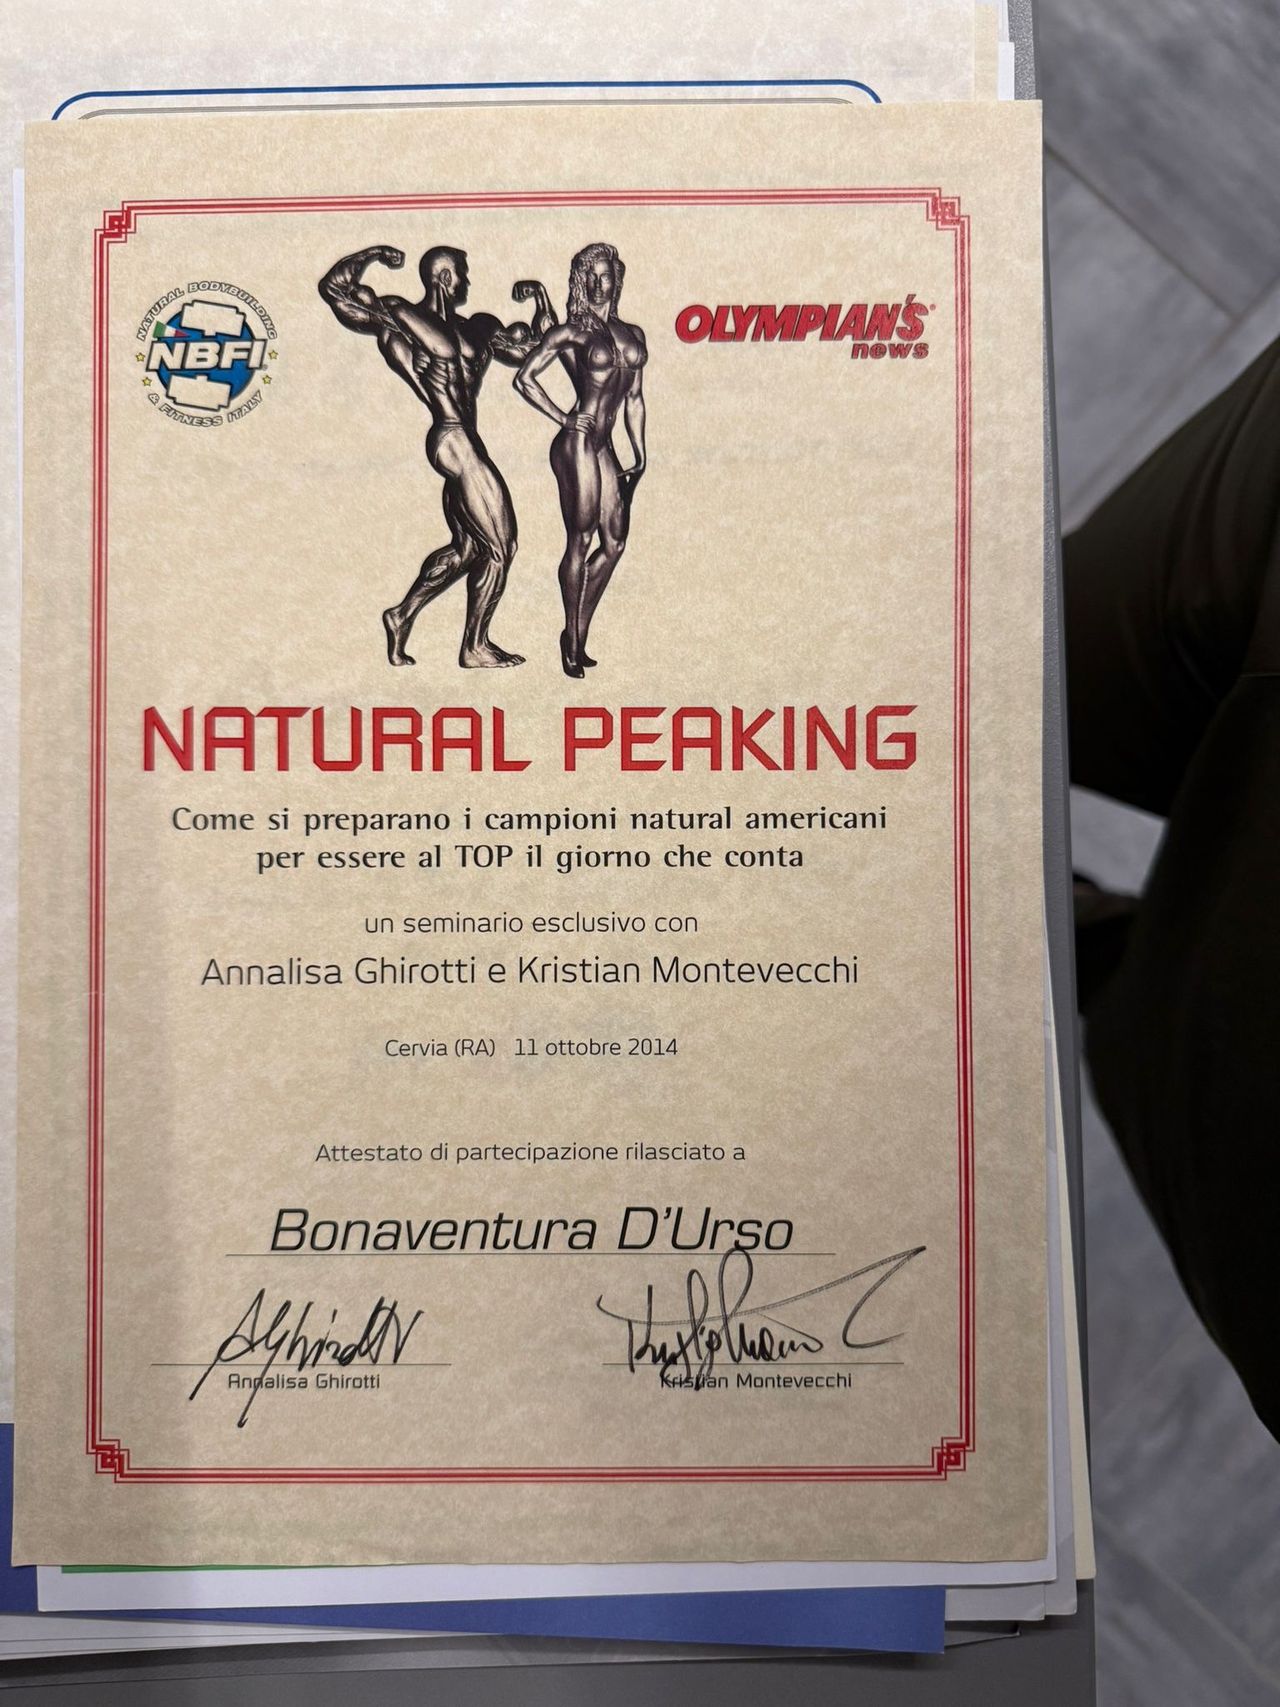 NATURAL BODYBUILDING
NBFI
& FITNESS ITALY
OLYMPIAN'S
news
NATURAL PEAKING
Come si preparano i campioni natural americani
per essere al TOP il giorno che conta
un seminario esclusivo con
Annalisa Ghirotti e Kristian Montevecchi
Cervia (RA) 11 ottobre 2014
Attestato di partecipazione rilasciato a
Bonaventura D'Urso
Annalisa Ghirotti
Kristian Montevecchi